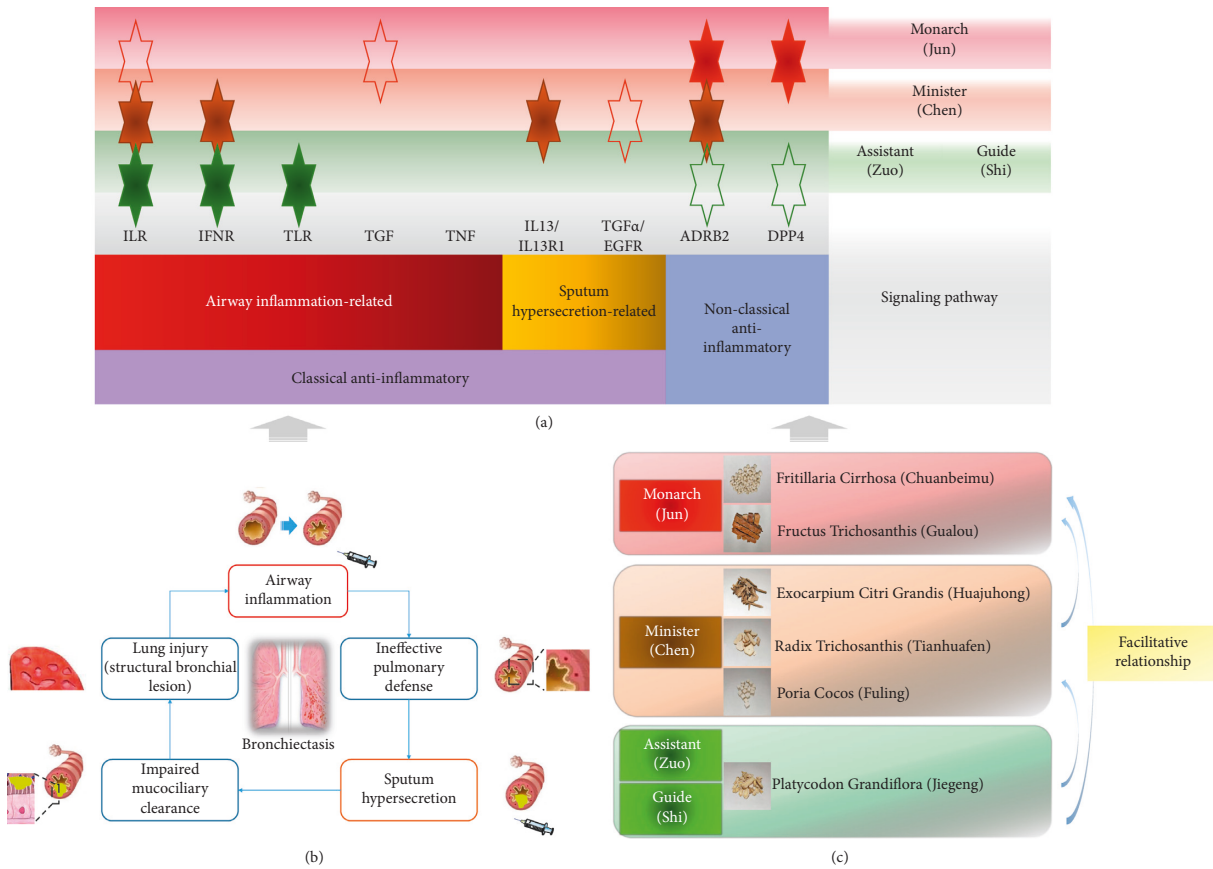 Monarch
(Jun)
Minister
(Chen)
Assistant
(Zuo)
Guide
(Shi)
ILR
IFNR
TLR
TGF
TNF
IL13/
IL13R1
TGFα/
EGFR
ADRB2
DPP4
Airway inflammation-related
Sputum
hypersecretion-related
Non-classical
anti-
inflammatory
Signaling pathway
Classical anti-inflammatory
(a)
Airway
inflammation
Lung injury
(structural bronchial
lesion)
Ineffective
pulmonary
defense
Bronchiectasis
Impaired
mucociliary
clearance
Sputum
hypersecretion
(b)
Monarch
(Jun)
Fritillaria Cirrhosa (Chuanbeimu)
Fructus Trichosanthis (Gualou)
Minister
(Chen)
Exocarpium Citri Grandis (Huajuhong)
Radix Trichosanthis (Tianhuafen)
Poria Cocos (Fuling)
Assistant
(Zuo)
Guide
(Shi)
Platycodon Grandiflora (Jiegeng)
Facilitative
relationship
(c)